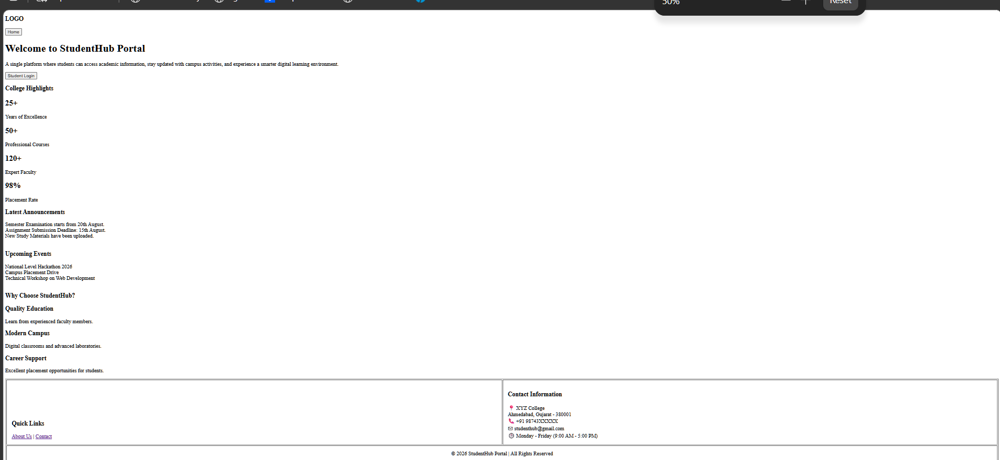 50%
Reset
LOGO
Home
Welcome to StudentHub Portal
A single platform where students can access academic information, stay updated with campus activities, and experience a smarter digital learning environment.
Student Login
College Highlights
25+
Years of Excellence
50+
Professional Courses
120+
Expert Faculty
98%
Placement Rate
Latest Announcements
Semester Examination starts from 20th August.
Assignment Submission Deadline: 15th August.
New Study Materials have been uploaded.
Upcoming Events
National Level Hackathon 2026
Campus Placement Drive
Technical Workshop on Web Development
Why Choose StudentHub?
Quality Education
Learn from experienced faculty members.
Modern Campus
Digital classrooms and advanced laboratories.
Career Support
Excellent placement opportunities for students.
Quick Links
About Us | Contact
Contact Information
📍 XYZ College
Ahmedabad, Gujarat - 380001
📞 +91 98743XXXXX
✉ studenthub@gmail.com
🕒 Monday - Friday (9:00 AM - 5:00 PM)
© 2026 StudentHub Portal | All Rights Reserved